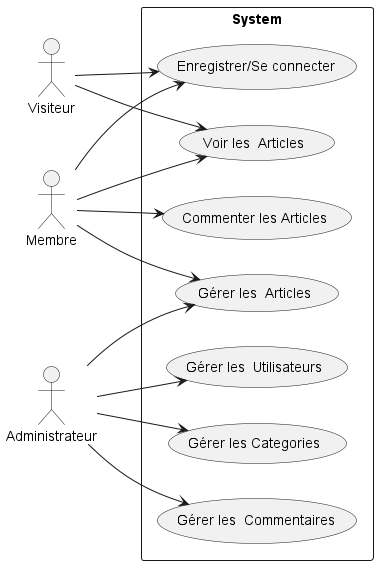 System
Enregistrer/Se connecter
Visiteur
Voir les  Articles
Membre
Commenter les Articles
Gérer les  Articles
Gérer les  Utilisateurs
Administrateur
Gérer les Categories
Gérer les  Commentaires